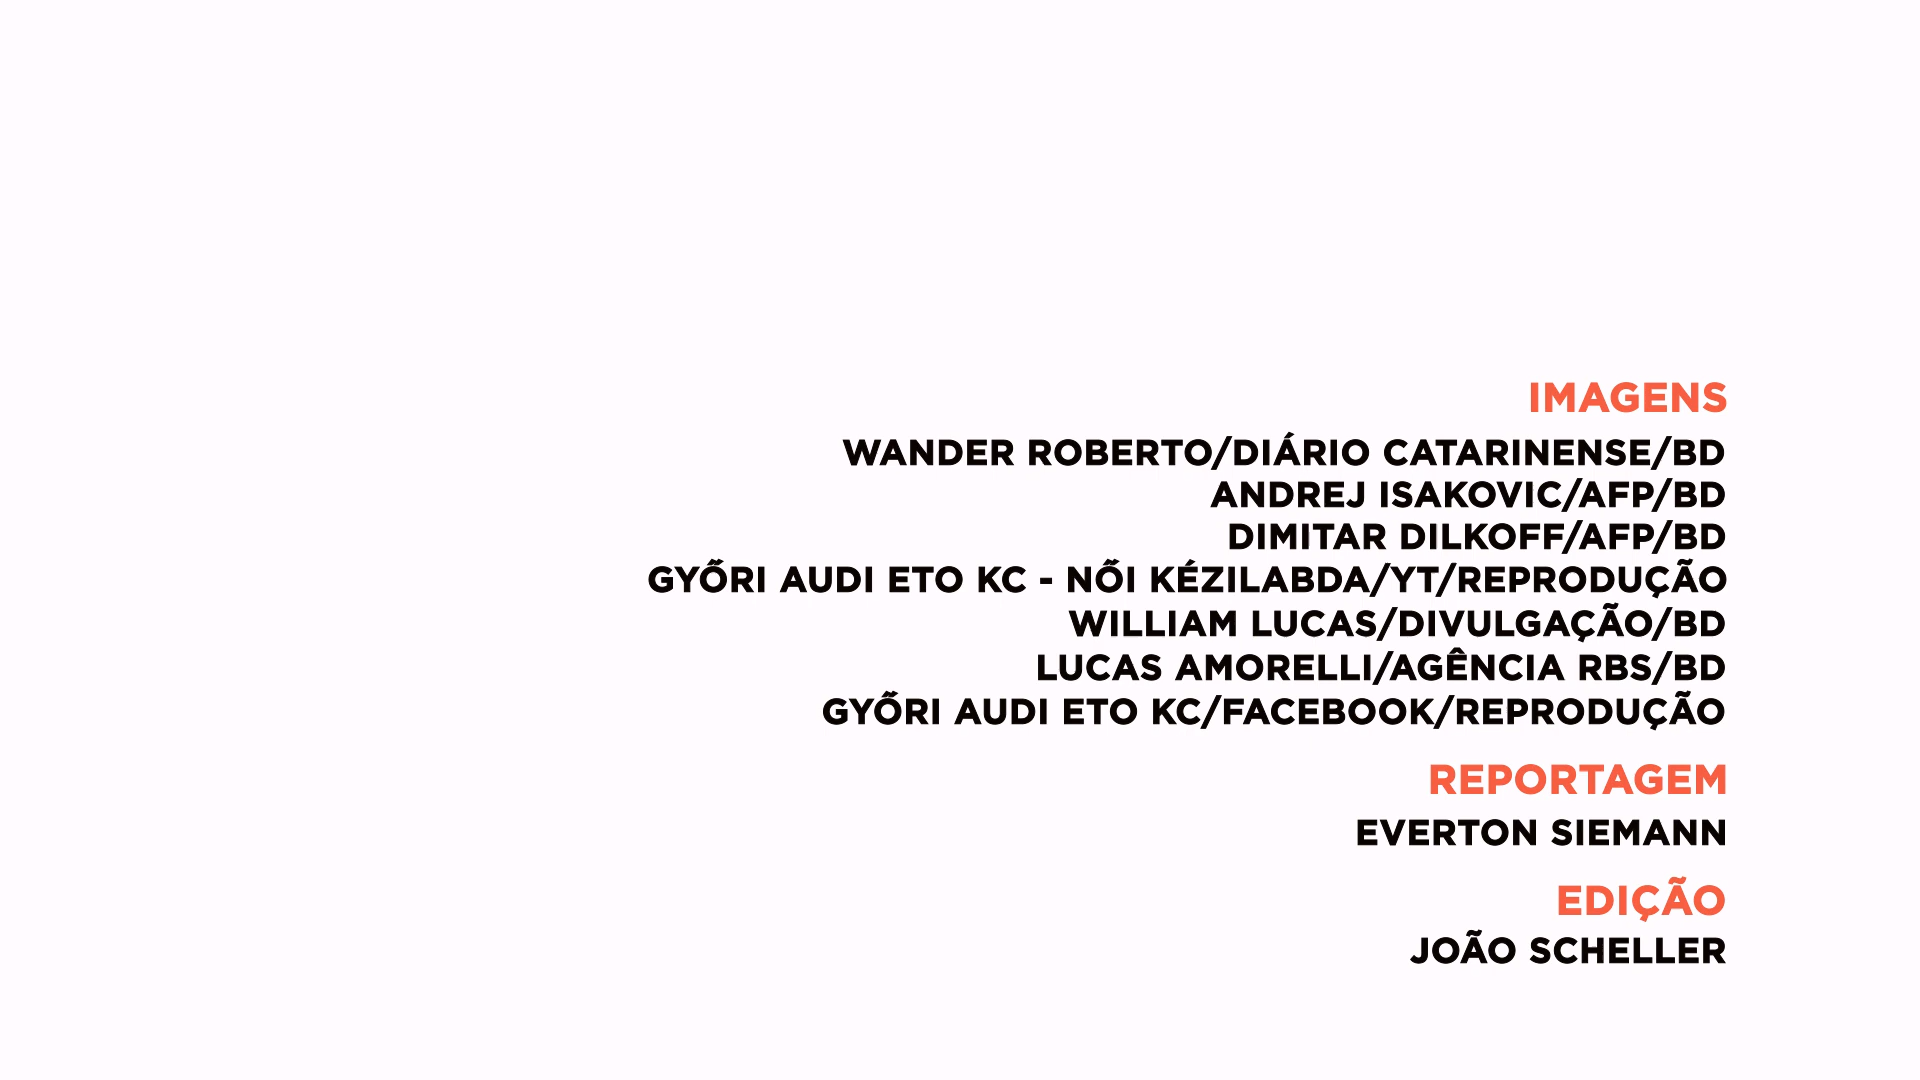 IMAGENS
WANDER ROBERTO/DIÁRIO CATARINENSE/BD
ANDREJ ISAKOVIC/AFP/BD
DIMITAR DILKOFF/AFP/BD
GYŐRI AUDI ETO KC - NŐI KÉZILABDA/YT/REPRODUÇÃO
WILLIAM LUCAS/DIVULGAÇÃO/BD
LUCAS AMORELLI/AGÊNCIA RBS/BD
GYŐRI AUDI ETO KC/FACEBOOK/REPRODUÇÃO
REPORTAGEM
EVERTON SIEMANN
EDIÇÃO
JOÃO SCHELLER